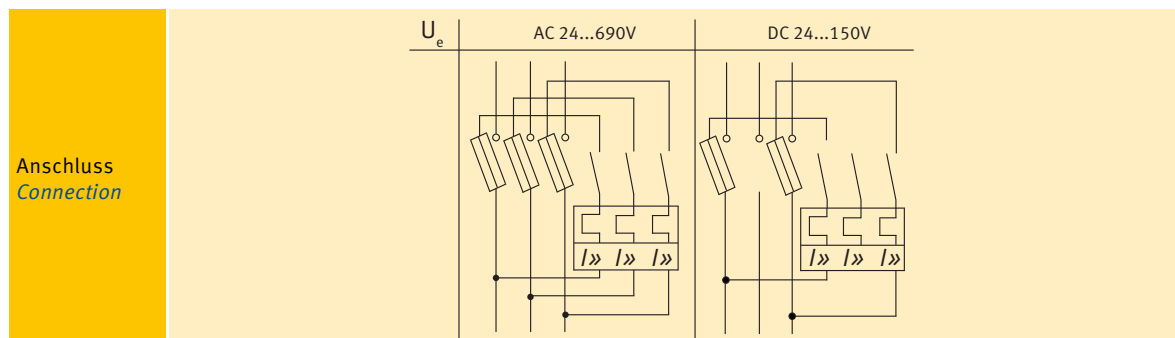 Anschluss
Connection
Ue AC 24...690V DC 24...150V
I» I» I» I» I» I»